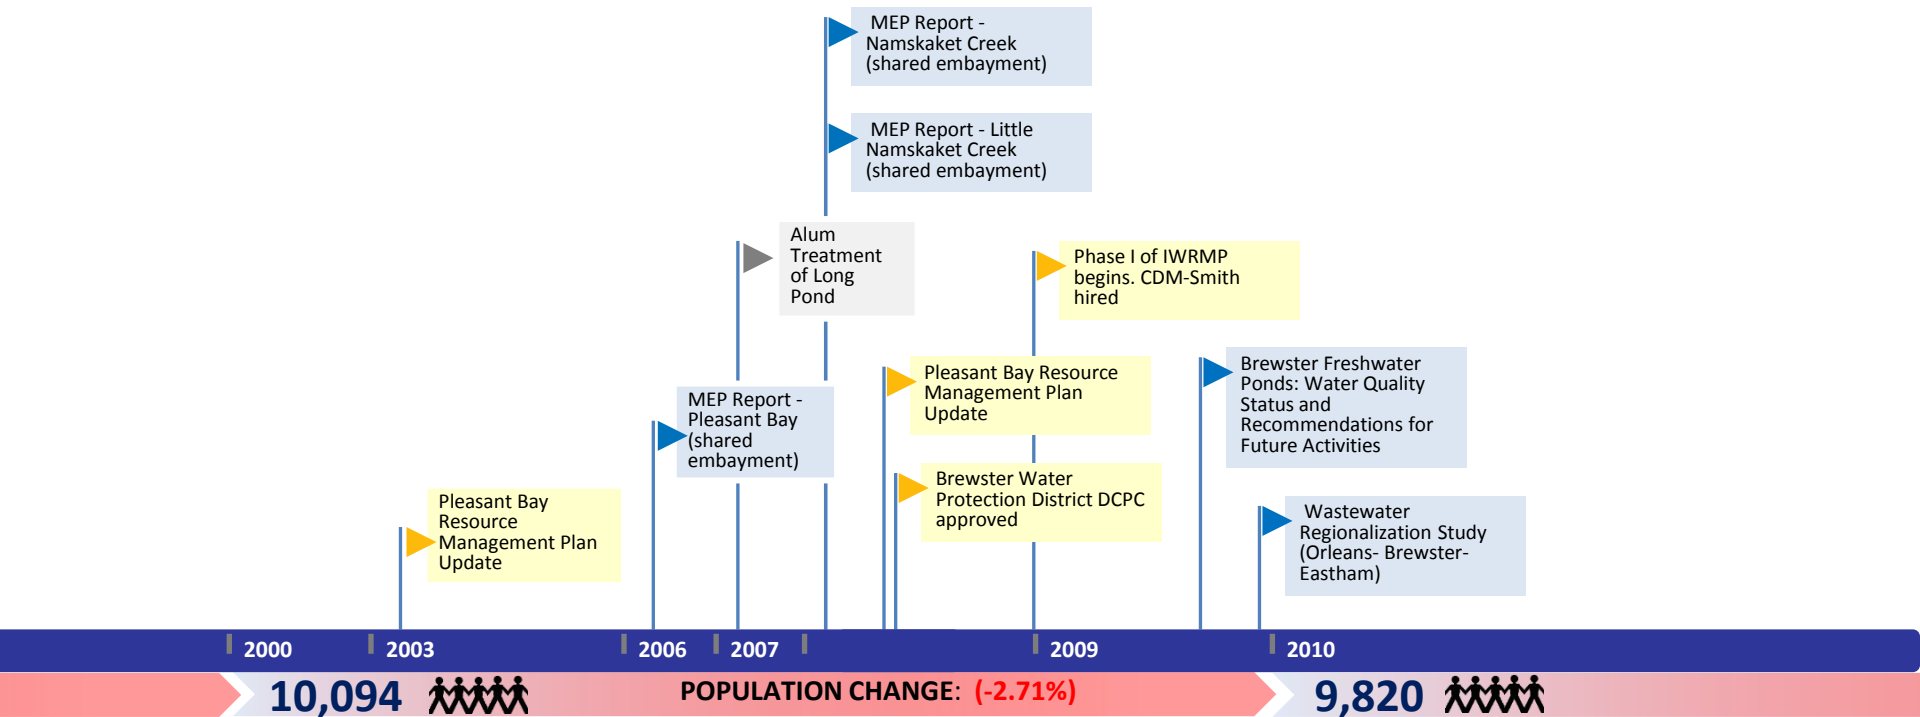 MEP Report -
Namskaket Creek
(shared embayment)
MEP Report - Little
Namskaket Creek
(shared embayment)
Alum
Treatment
of Long
Pond
Phase I of IWRMP
begins. CDM-Smith
hired
Pleasant Bay Resource
Management Plan
Update
Brewster Freshwater
Ponds: Water Quality
Status and
Recommendations for
Future Activities
MEP Report -
Pleasant Bay
(shared
embayment)
Brewster Water
Protection District DCPC
approved
Pleasant Bay
Resource
Management Plan
Update
Wastewater
Regionalization Study
(Orleans- Brewster-
Eastham)
2000 2003 2006 2007 2009 2010
10,094 POPULATION CHANGE: (-2.71%) 9,820